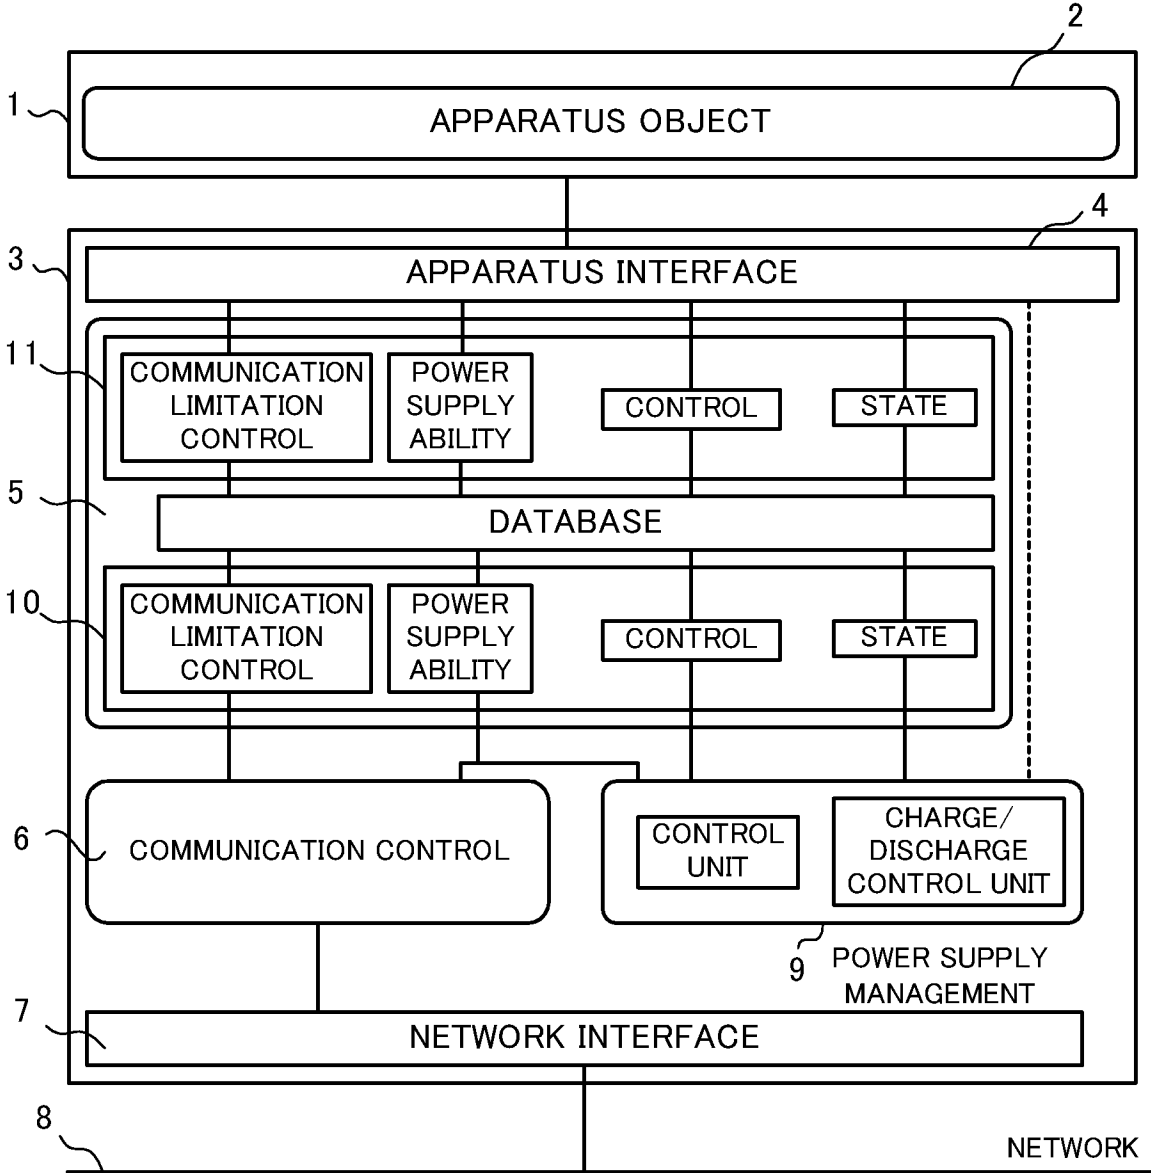 2
1
APPARATUS OBJECT
4
3
APPARATUS INTERFACE
11
COMMUNICATION
LIMITATION
CONTROL
POWER
SUPPLY
ABILITY
CONTROL
STATE
5
DATABASE
10
COMMUNICATION
LIMITATION
CONTROL
POWER
SUPPLY
ABILITY
CONTROL
STATE
6
COMMUNICATION CONTROL
CONTROL
UNIT
CHARGE/
DISCHARGE
CONTROL UNIT
9
POWER SUPPLY
MANAGEMENT
7
NETWORK INTERFACE
8
NETWORK